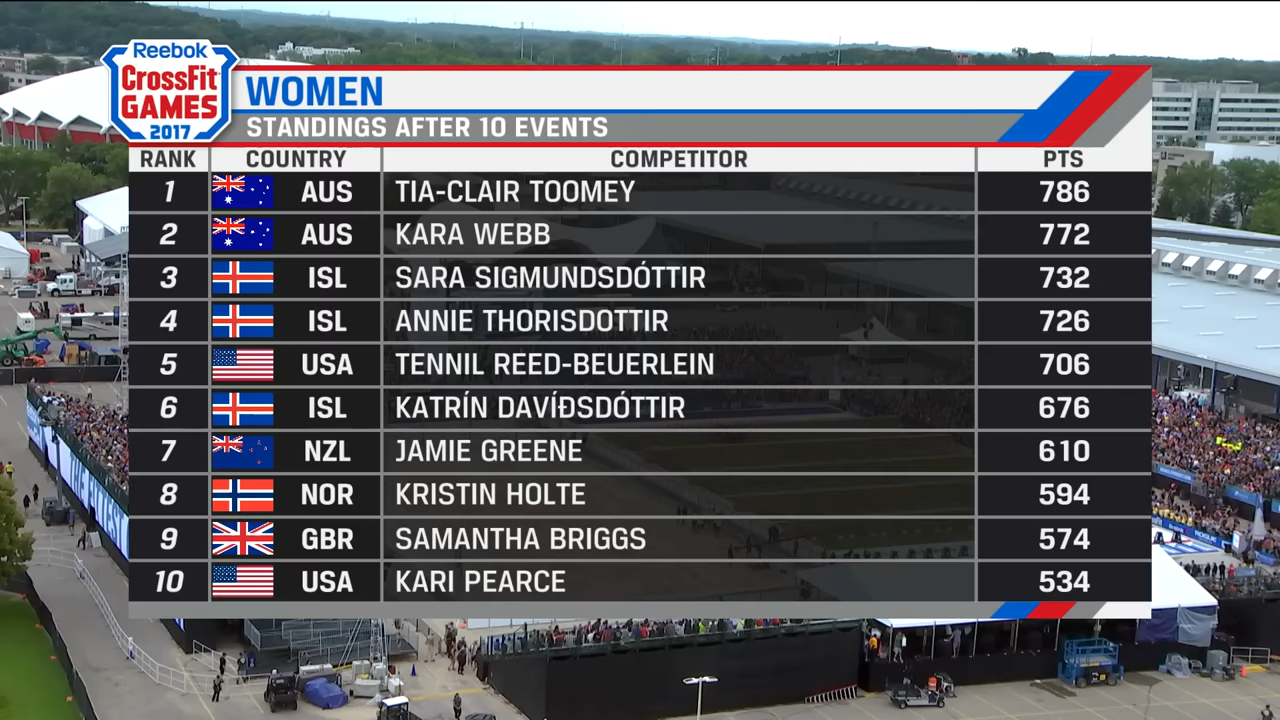 Reebok
CrossFit
GAMES
2017
WOMEN
STANDINGS AFTER 10 EVENTS
RANK COUNTRY COMPETITOR PTS
1 AUS TIA-CLAIR TOOMEY 786
2 AUS KARA WEBB 772
3 ISL SARA SIGMUNDSDÓTTIR 732
4 ISL ANNIE THORISDOTTIR 726
5 USA TENNIL REED-BEUERLEIN 706
6 ISL KATRÍN DAVÍÐSDÓTTIR 676
7 NZL JAMIE GREENE 610
8 NOR KRISTIN HOLTE 594
9 GBR SAMANTHA BRIGGS 574
10 USA KARI PEARCE 534
THE FITTEST
ROGUE